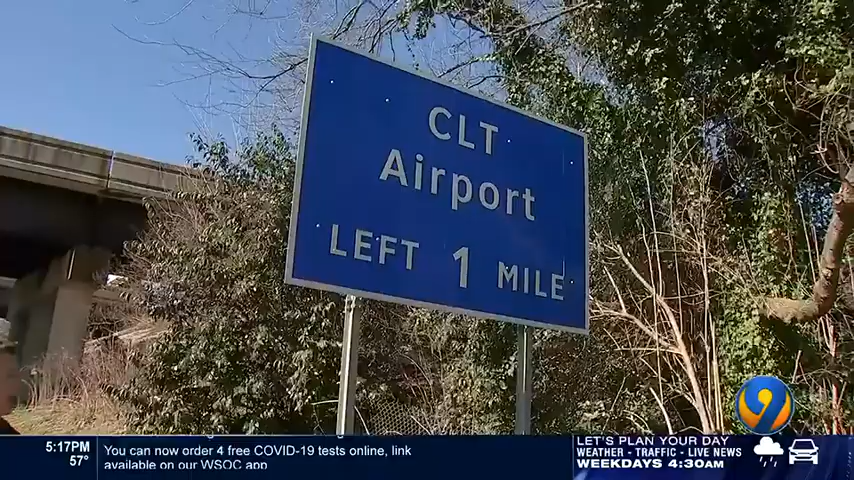 CLT
Airport
LEFT 1 MILE
9
5:17PM
57°
You can now order 4 free COVID-19 tests online, link
available on our WSOC app
LET'S PLAN YOUR DAY
WEATHER - TRAFFIC - LIVE NEWS
WEEKDAYS 4:30AM